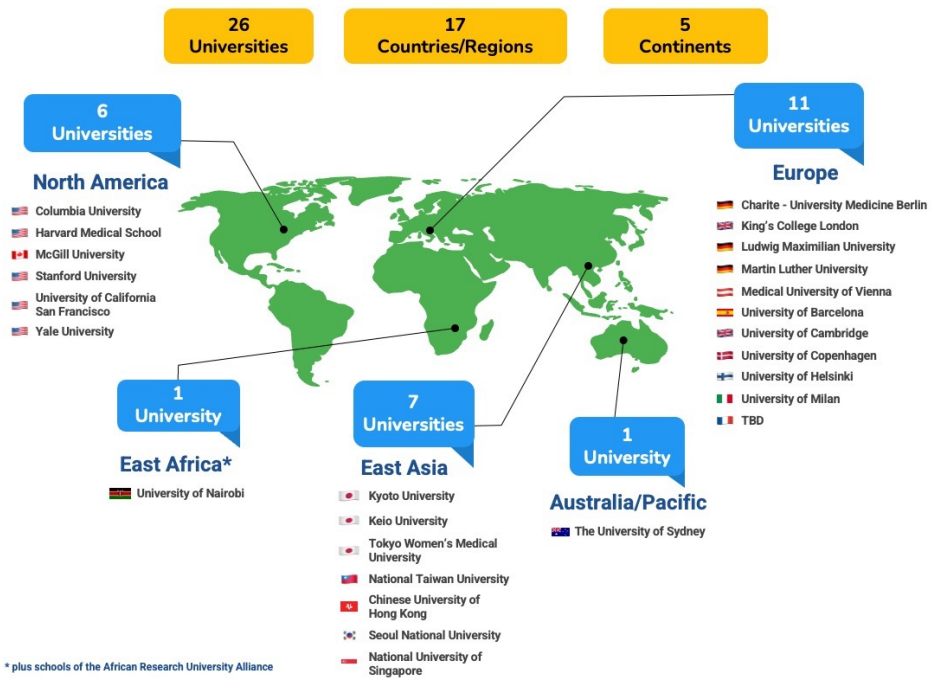 26
Universities
17
Countries/Regions
5
Continents
6
Universities
North America
Columbia University
Harvard Medical School
McGill University
Stanford University
University of California
San Francisco
Yale University
11
Universities
Europe
Charite - University Medicine Berlin
King's College London
Ludwig Maximilian University
Martin Luther University
Medical University of Vienna
University of Barcelona
University of Cambridge
University of Copenhagen
University of Helsinki
University of Milan
TBD
1
University
East Africa*
University of Nairobi
7
Universities
East Asia
Kyoto University
Keio University
Tokyo Women's Medical
University
National Taiwan University
Chinese University of
Hong Kong
Seoul National University
National University of
Singapore
1
University
Australia/Pacific
The University of Sydney
* plus schools of the African Research University Alliance